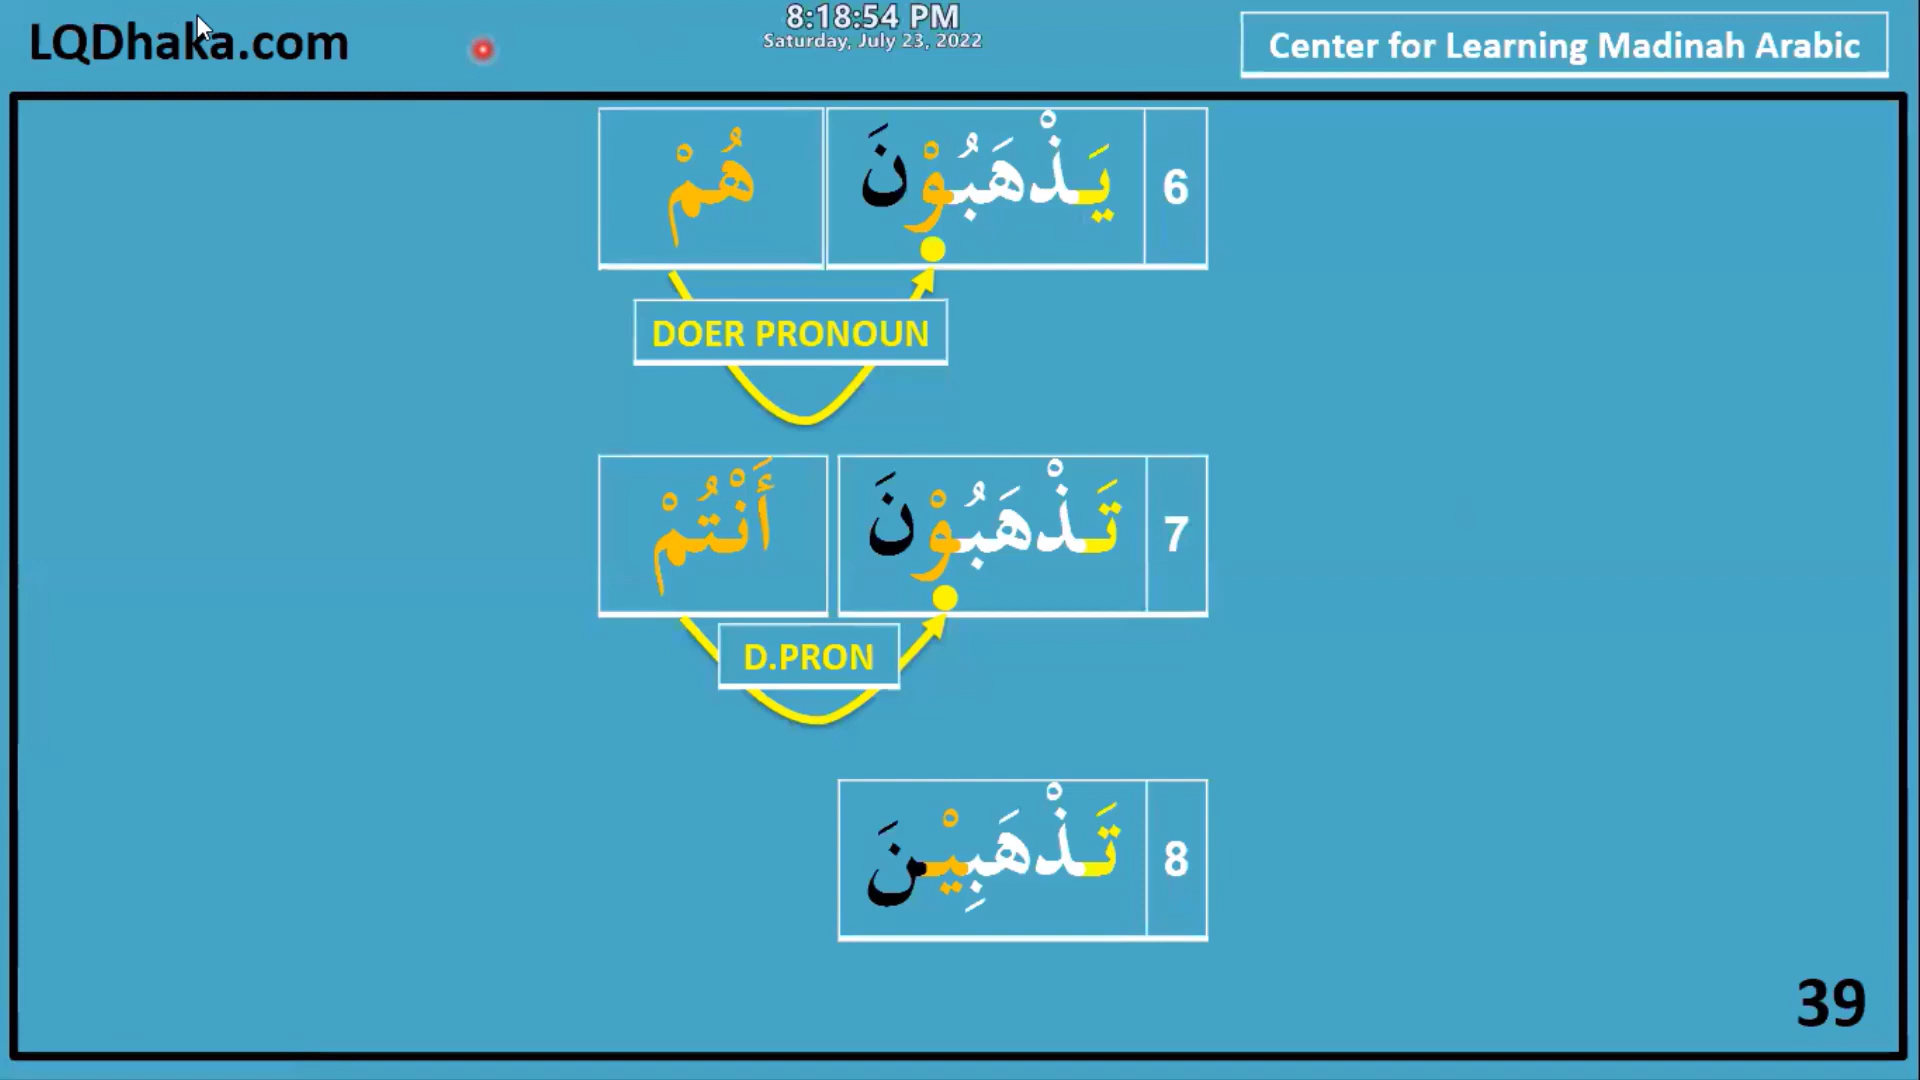 LQDhaka.com
8:18:54 PM
Saturday, July 23, 2022
Center for Learning Madinah Arabic
6 يَذْهَبُوْنَ هُمْ
DOER PRONOUN
7 تَذْهَبُوْنَ أَنْتُمْ
D.PRON
8 تَذْهَبِيْنَ
39